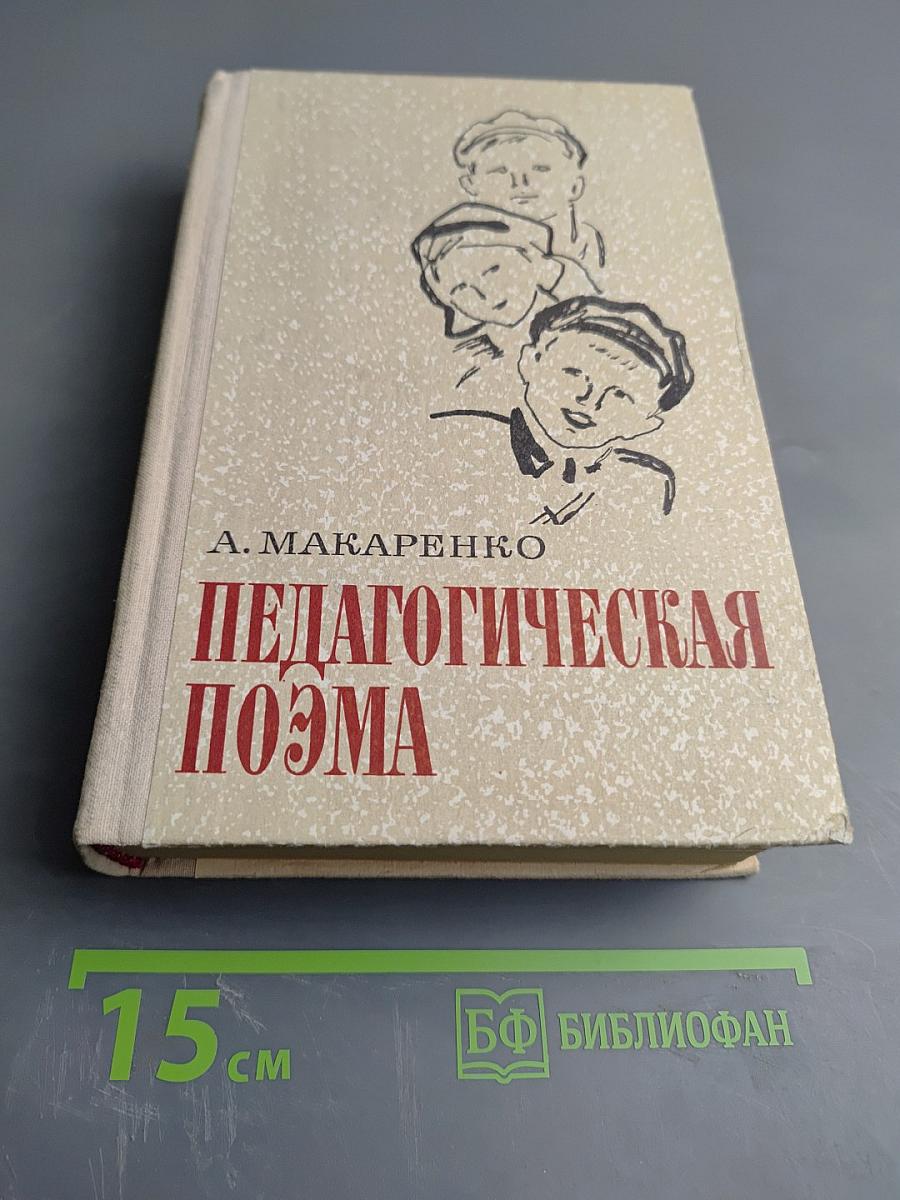 А. МАКАРЕНКО
ПЕДАГОГИЧЕСКАЯ
ПОЭМА
15 см
БФ БИБЛИОФАН